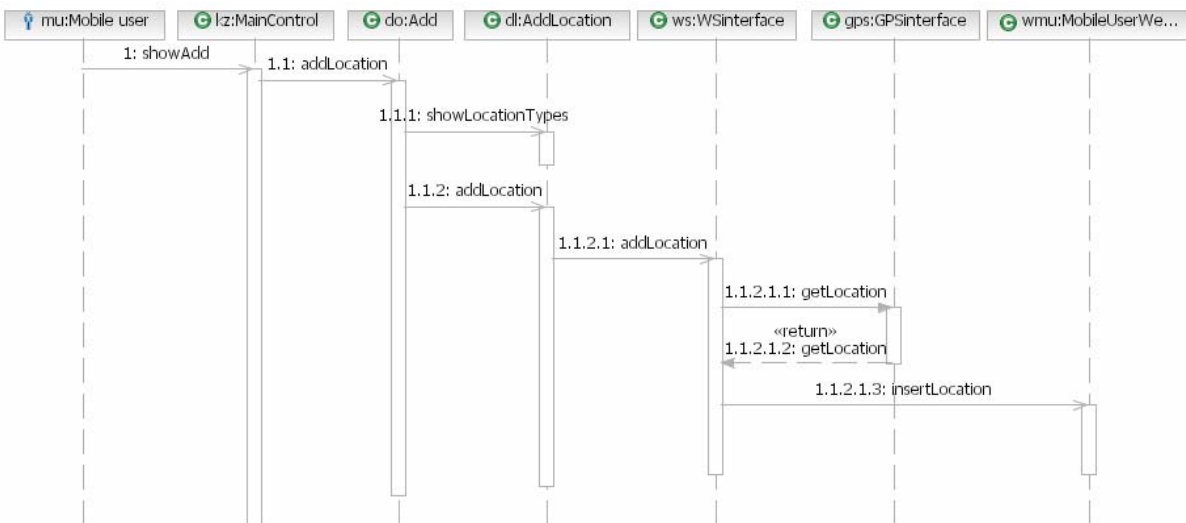 mu:Mobile user
kz:MainControl
do:Add
dl:AddLocation
ws:WSinterface
gps:GPSinterface
wmu:MobileUserWe...
1: showAdd
1.1: addLocation
1.1.1: showLocationTypes
1.1.2: addLocation
1.1.2.1: addLocation
1.1.2.1.1: getLocation
«return»
1.1.2.1.2: getLocation
1.1.2.1.3: insertLocation